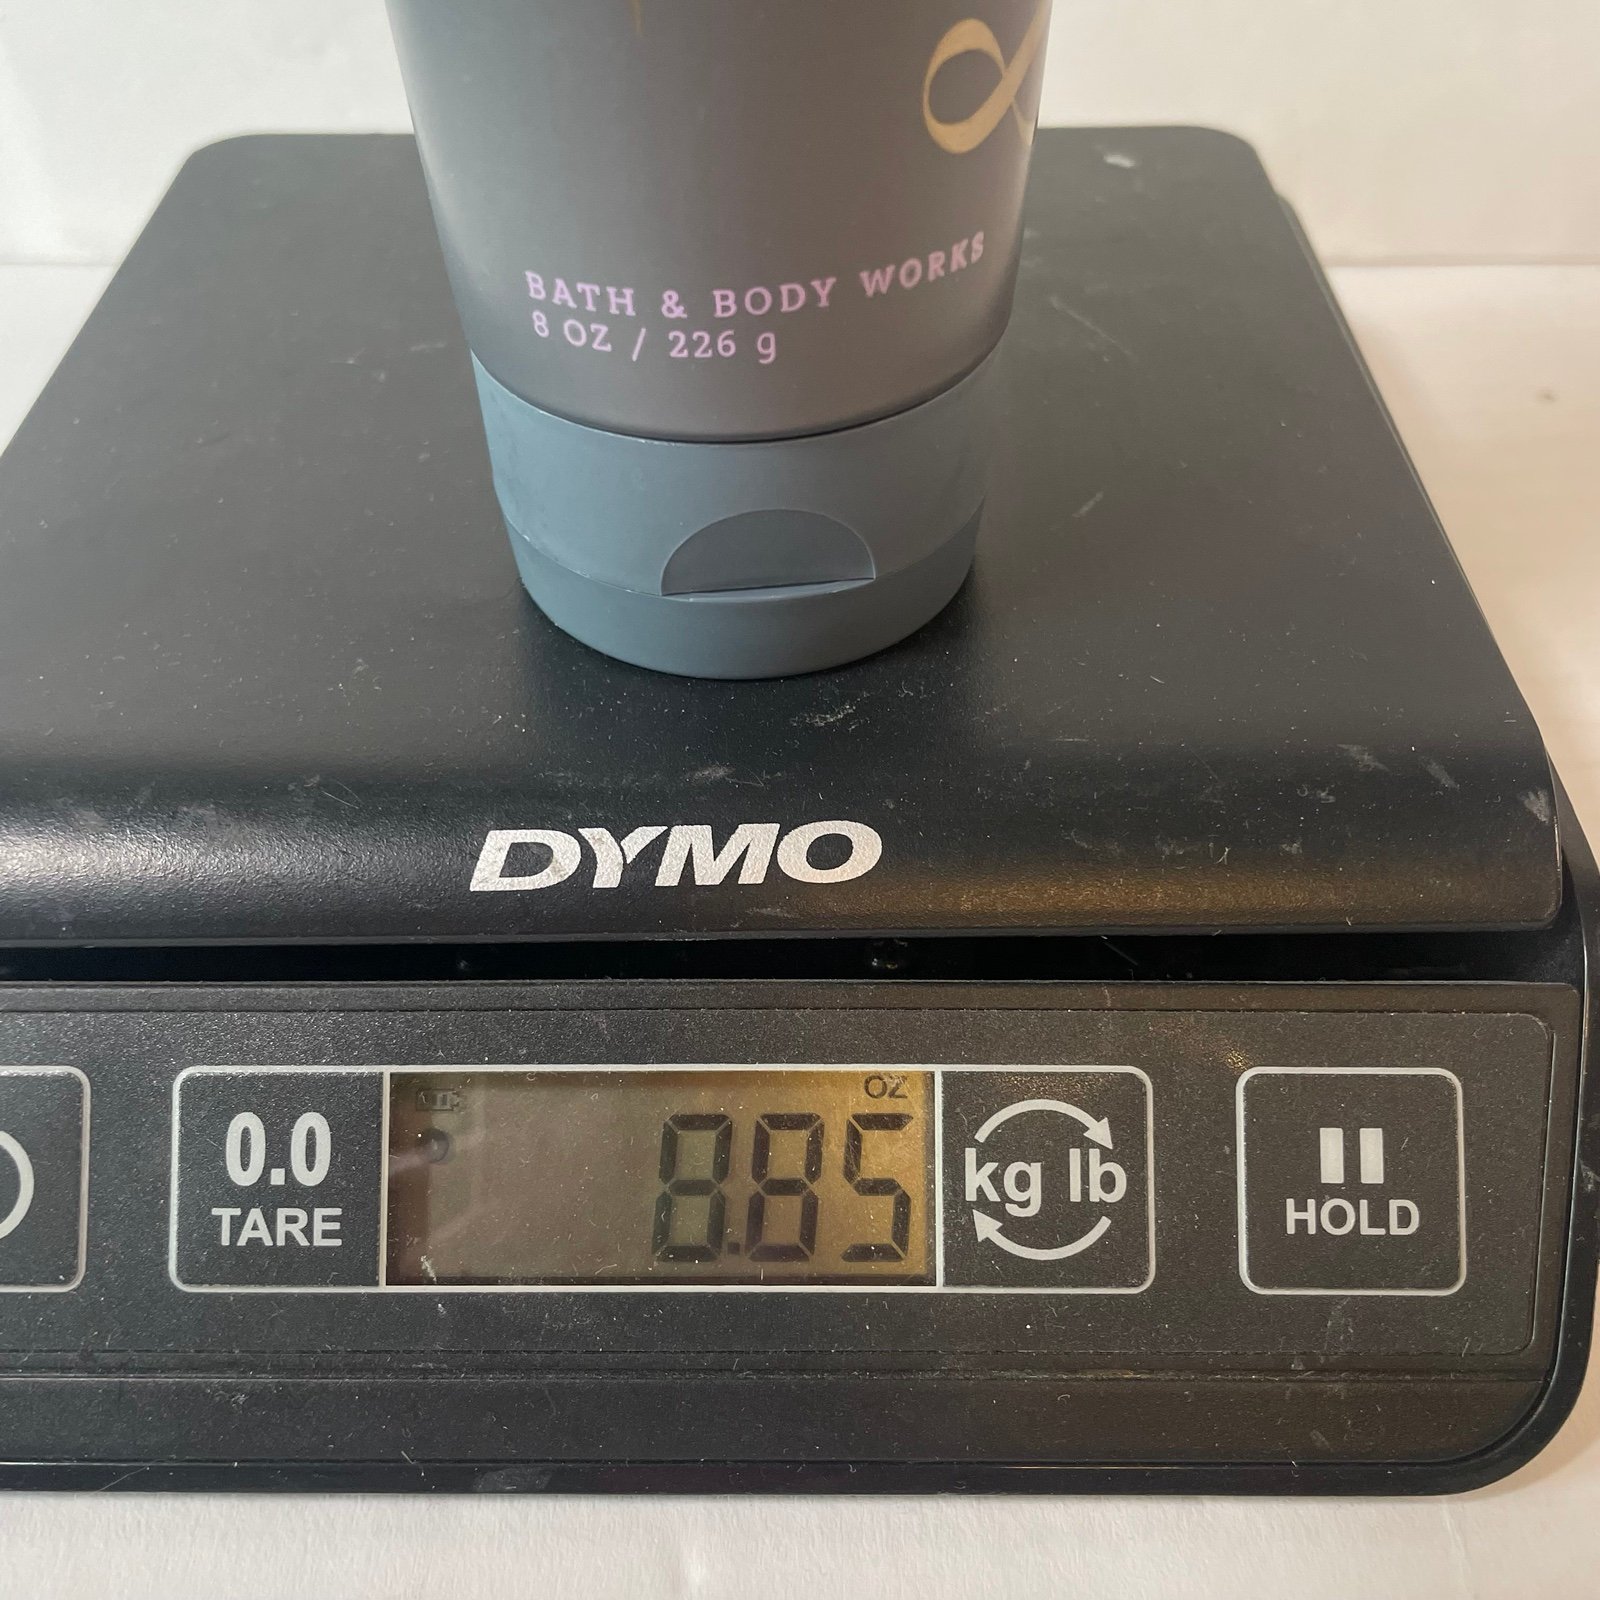 BATH & BODY WORKS
8 OZ / 226 g
DYMO
0.0
TARE
OZ
8.85
kg lb
HOLD